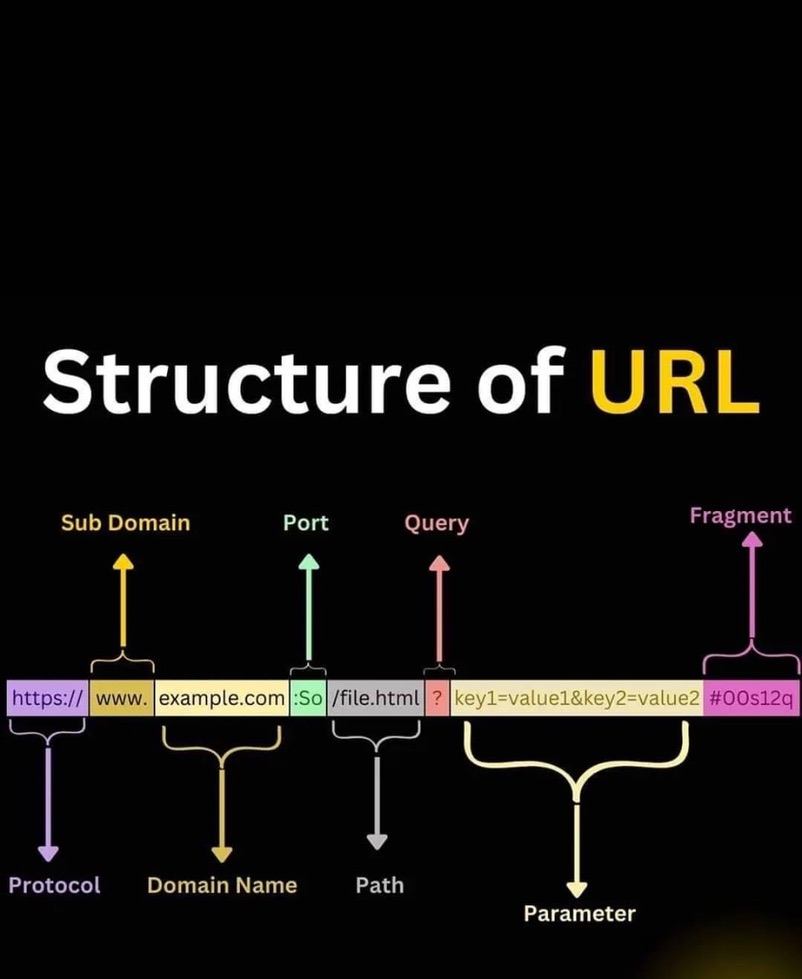 Structure of URL
Sub Domain Port Query Fragment
https:// www. example.com :So /file.html ? key1=value1&key2=value2 #00s12q
Protocol Domain Name Path Parameter